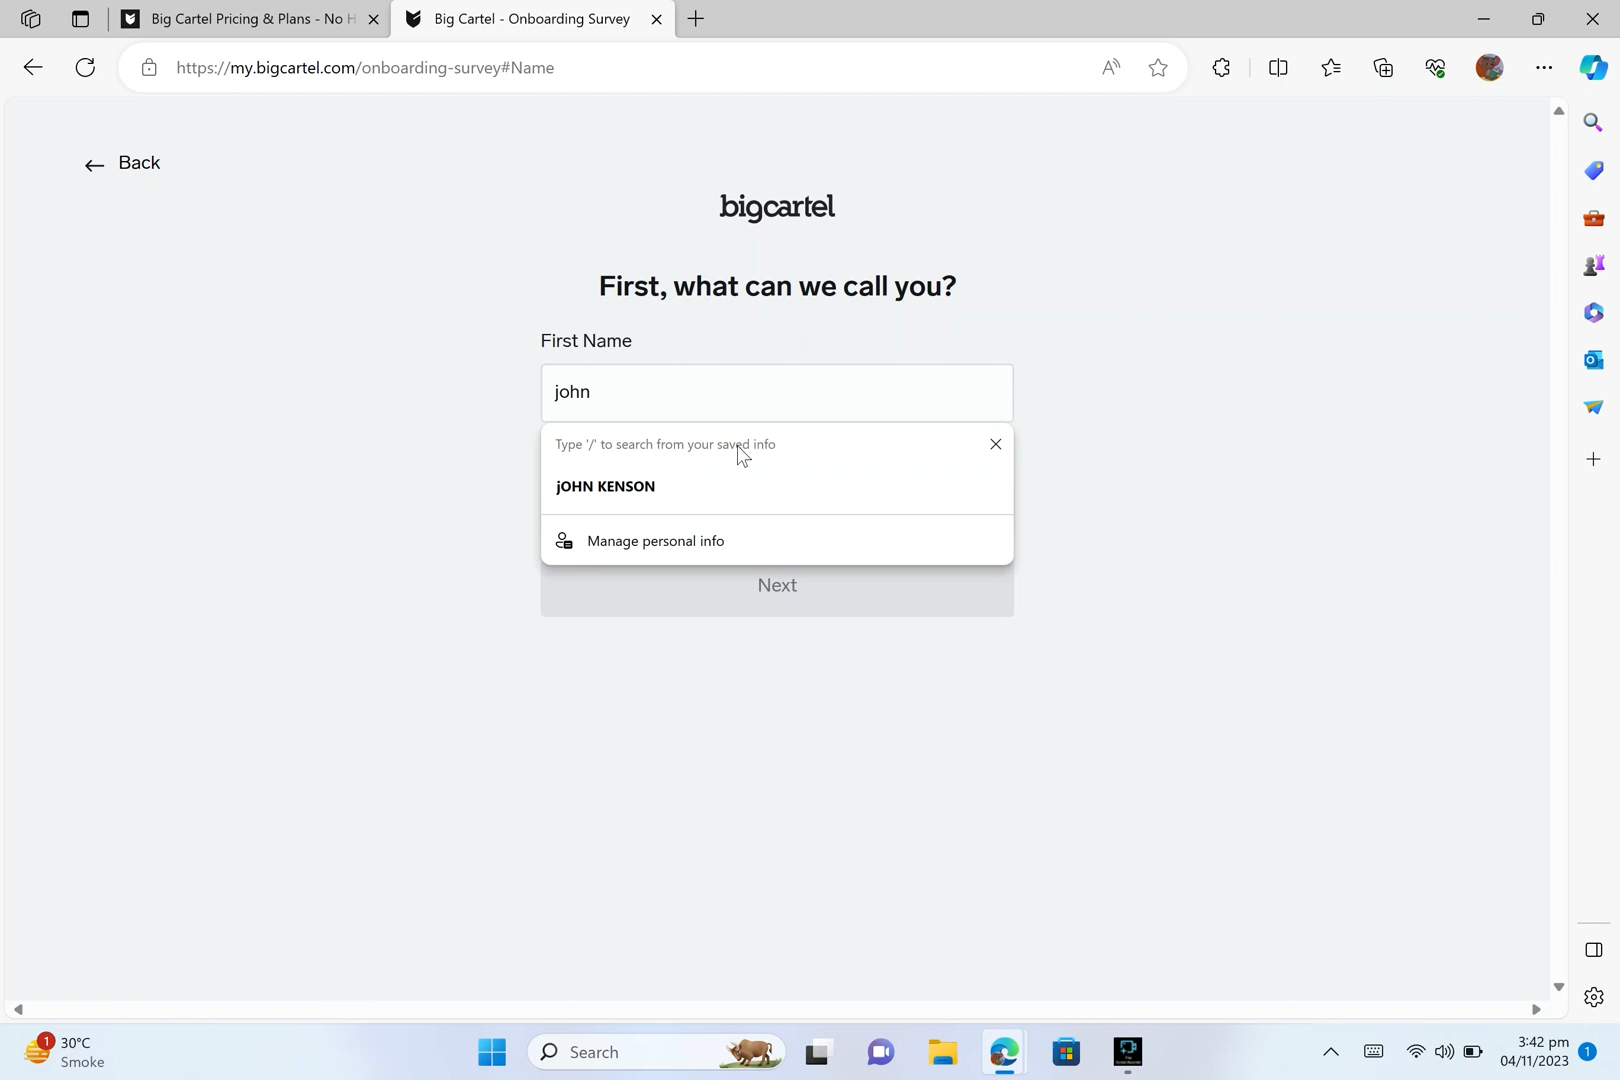 Big Cartel Pricing & Plans - No H
Big Cartel - Onboarding Survey
https://my.bigcartel.com/onboarding-survey#Name
Back
bigcartel
First, what can we call you?
First Name
john
Type '/' to search from your saved info
jOHN KENSON
Manage personal info
Next
1
30°C
Smoke
Search
3:42 pm
04/11/2023
1